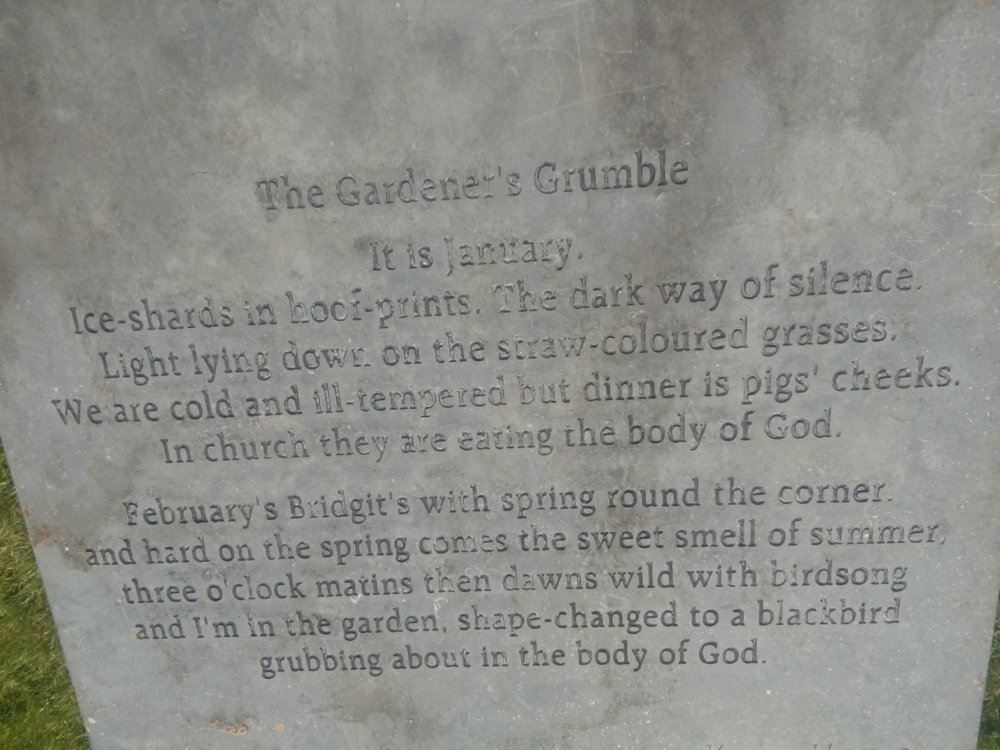 The Gardener's Grumble
It is January.
Ice-shards in hoof-prints. The dark way of silence.
Light lying down on the straw-coloured grasses.
We are cold and ill-tempered but dinner is pigs' cheeks.
In church they are eating the body of God.
February's Bridgit's with spring round the corner.
and hard on the spring comes the sweet smell of summer,
three o'clock matins then dawns wild with birdsong
and I'm in the garden, shape-changed to a blackbird
grubbing about in the body of God.